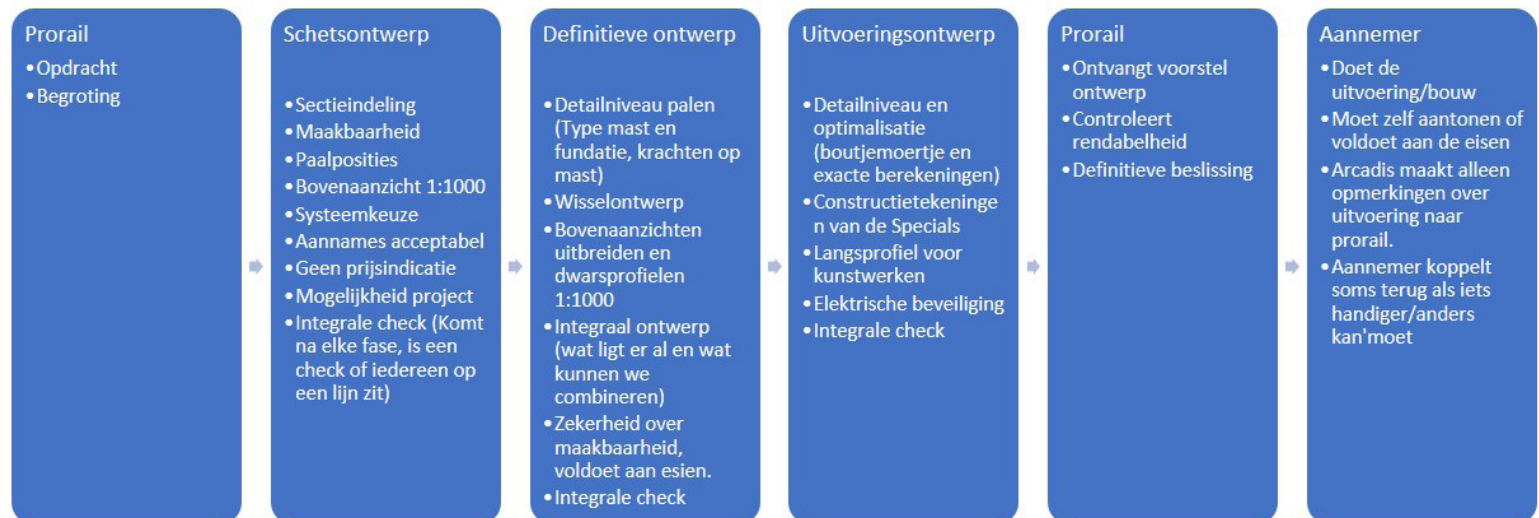 Prorail
•Opdracht
•Begroting
Schetsontwerp
•Sectieindeling
•Maakbaarheid
•Paalposities
•Bovenaanzicht 1:1000
•Systeemkeuze
•Aannames acceptabel
•Geen prijsindicatie
•Mogelijkheid project
•Integrale check (Komt
na elke fase, is een
check of iedereen op
een lijn zit)
Definitieve ontwerp
•Detailniveau palen
(Type mast en
fundatie, krachten op
mast)
•Wisselontwerp
•Bovenaanzichten
uitbreiden en
dwarsprofielen
1:1000
•Integraal ontwerp
(wat ligt er al en wat
kunnen we
combineren)
•Zekerheid over
maakbaarheid,
voldoet aan esien.
•Integrale check
Uitvoeringsontwerp
•Detailniveau en
optimalisatie
(boutjemoertje en
exacte berekeningen)
•Constructietekeninge
n van de Specials
•Langsprofiel voor
kunstwerken
•Elektrische beveiliging
•Integrale check
Prorail
•Ontvangt voorstel
ontwerp
•Controleert
rendabelheid
•Definitieve beslissing
Aannemer
•Doet de
uitvoering/bouw
•Moet zelf aantonen of
voldoet aan de eisen
•Arcadis maakt alleen
opmerkingen over
uitvoering naar
prorail.
•Aannemer koppelt
soms terug als iets
handiger/anders
kan'moet